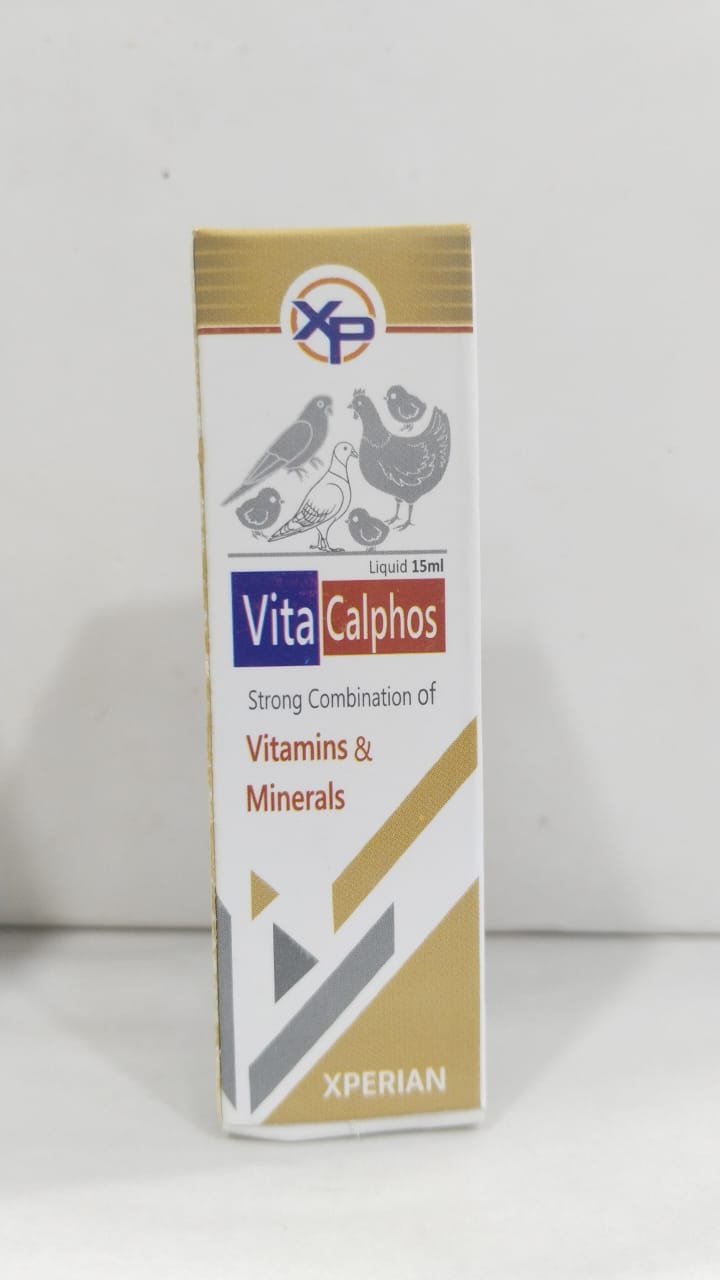 XP
Liquid 15ml
Vita Calphos
Strong Combination of
Vitamins &
Minerals
XPERIAN